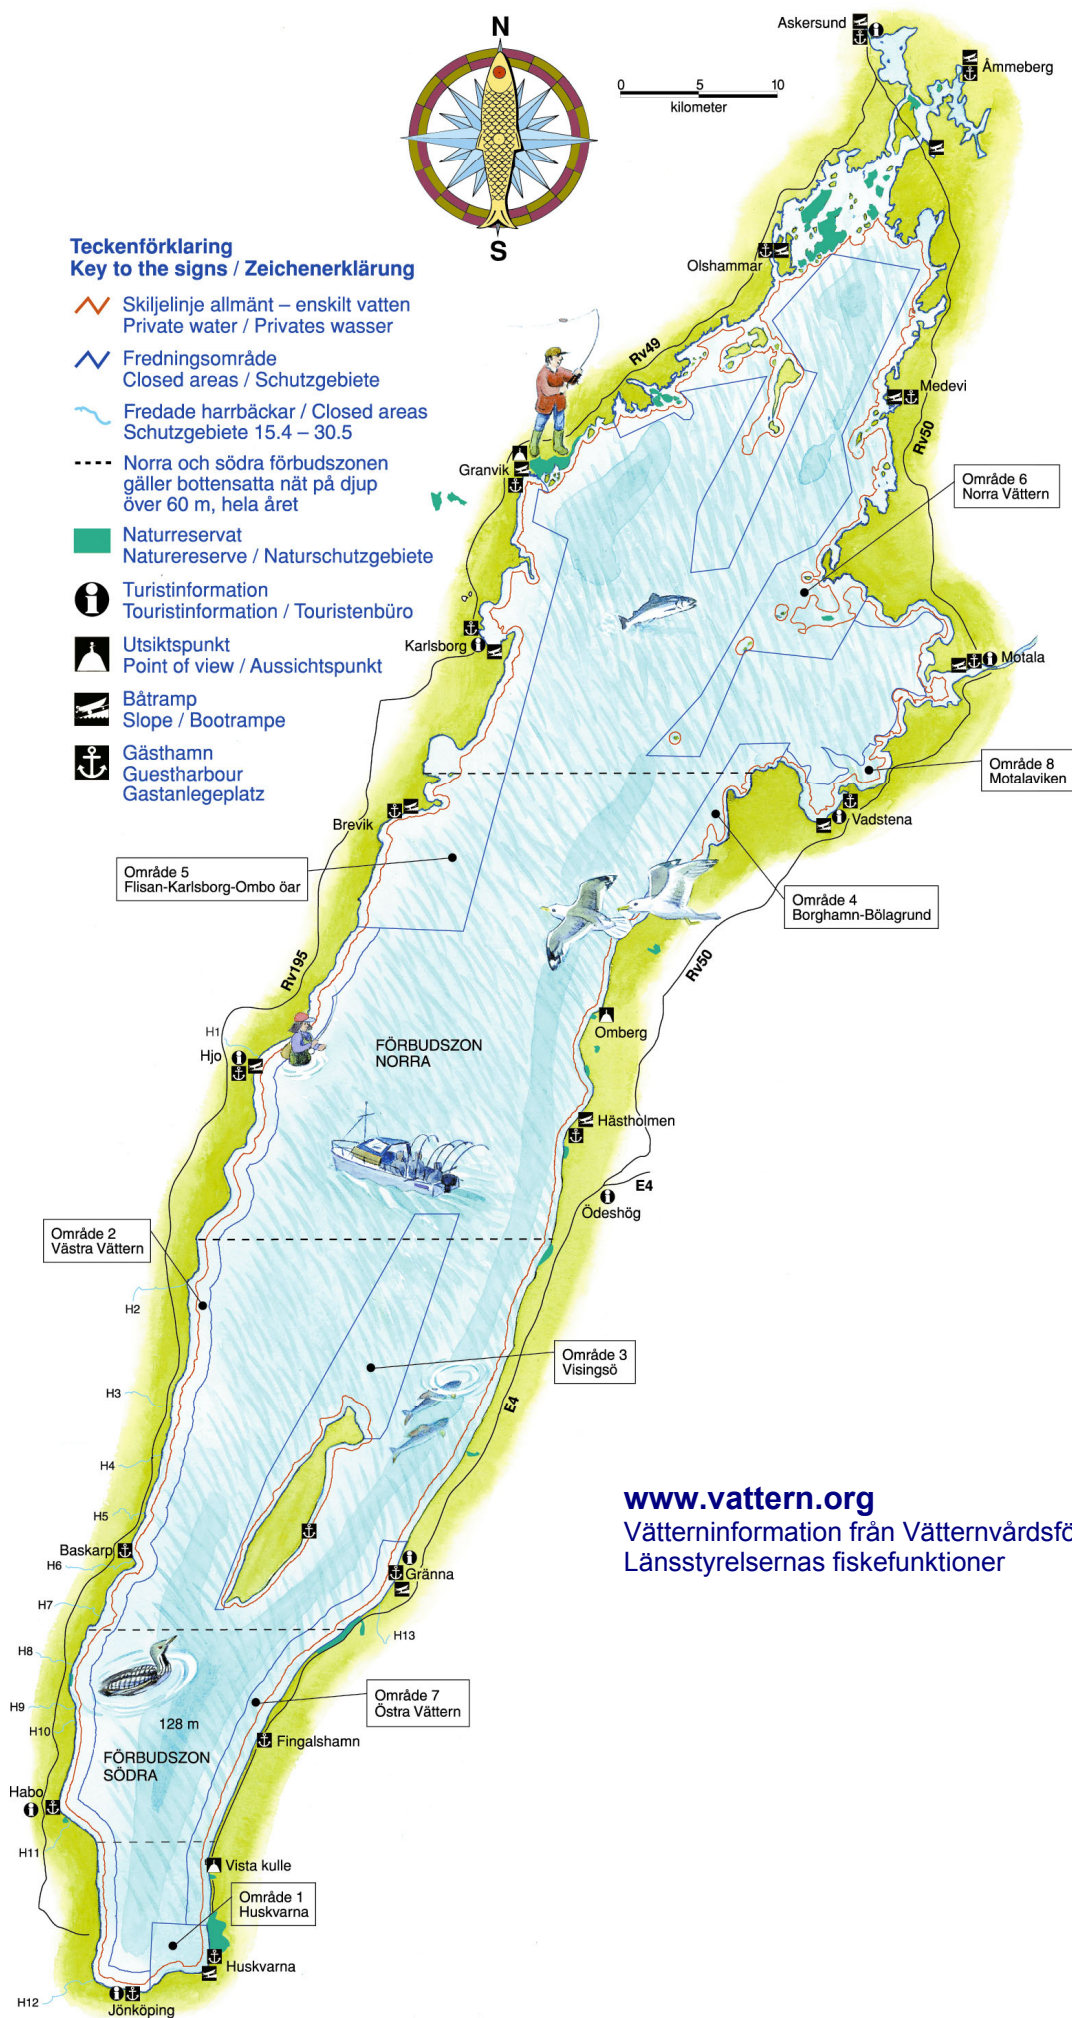 Askersund
Åmmeberg
N
S
0 5 10
kilometer
Teckenförklaring
Key to the signs / Zeichenerklärung
Skiljelinje allmänt – enskilt vatten
Private water / Privates wasser
Fredningsområde
Closed areas / Schutzgebiete
Fredade harrbäckar / Closed areas
Schutzgebiete 15.4 – 30.5
Norra och södra förbudszonen
gäller bottensatta nät på djup
över 60 m, hela året
Naturreservat
Naturereserve / Naturschutzgebiete
Turistinformation
Touristinformation / Touristenbüro
Utsiktspunkt
Point of view / Aussichtspunkt
Båtramp
Slope / Bootrampe
Gästhamn
Guestharbour
Gastanlegeplatz
Olshammar
Rv49
Medevi
Rv50
Granvik
Område 6
Norra Vättern
Karlsborg
Motala
Område 8
Motalaviken
Brevik
Vadstena
Område 5
Flisan-Karlsborg-Ombo öar
Område 4
Borghamn-Bölagrund
Rv195
Rv50
H1
Hjo
FÖRBUDSZON
NORRA
Omberg
Hästholmen
E4
Ödeshög
Område 2
Västra Vättern
H2
Område 3
Visingsö
H3
E4
H4
www.vattern.org
Vätterninformation från Vätternvårdsfö
Länsstyrelsernas fiskefunktioner
H5
Baskarp
H6
Gränna
H7
H13
H8
H9
H10
Område 7
Östra Vättern
128 m
Fingalshamn
FÖRBUDSZON
SÖDRA
Habo
H11
Vista kulle
Område 1
Huskvarna
Huskvarna
H12
Jönköping